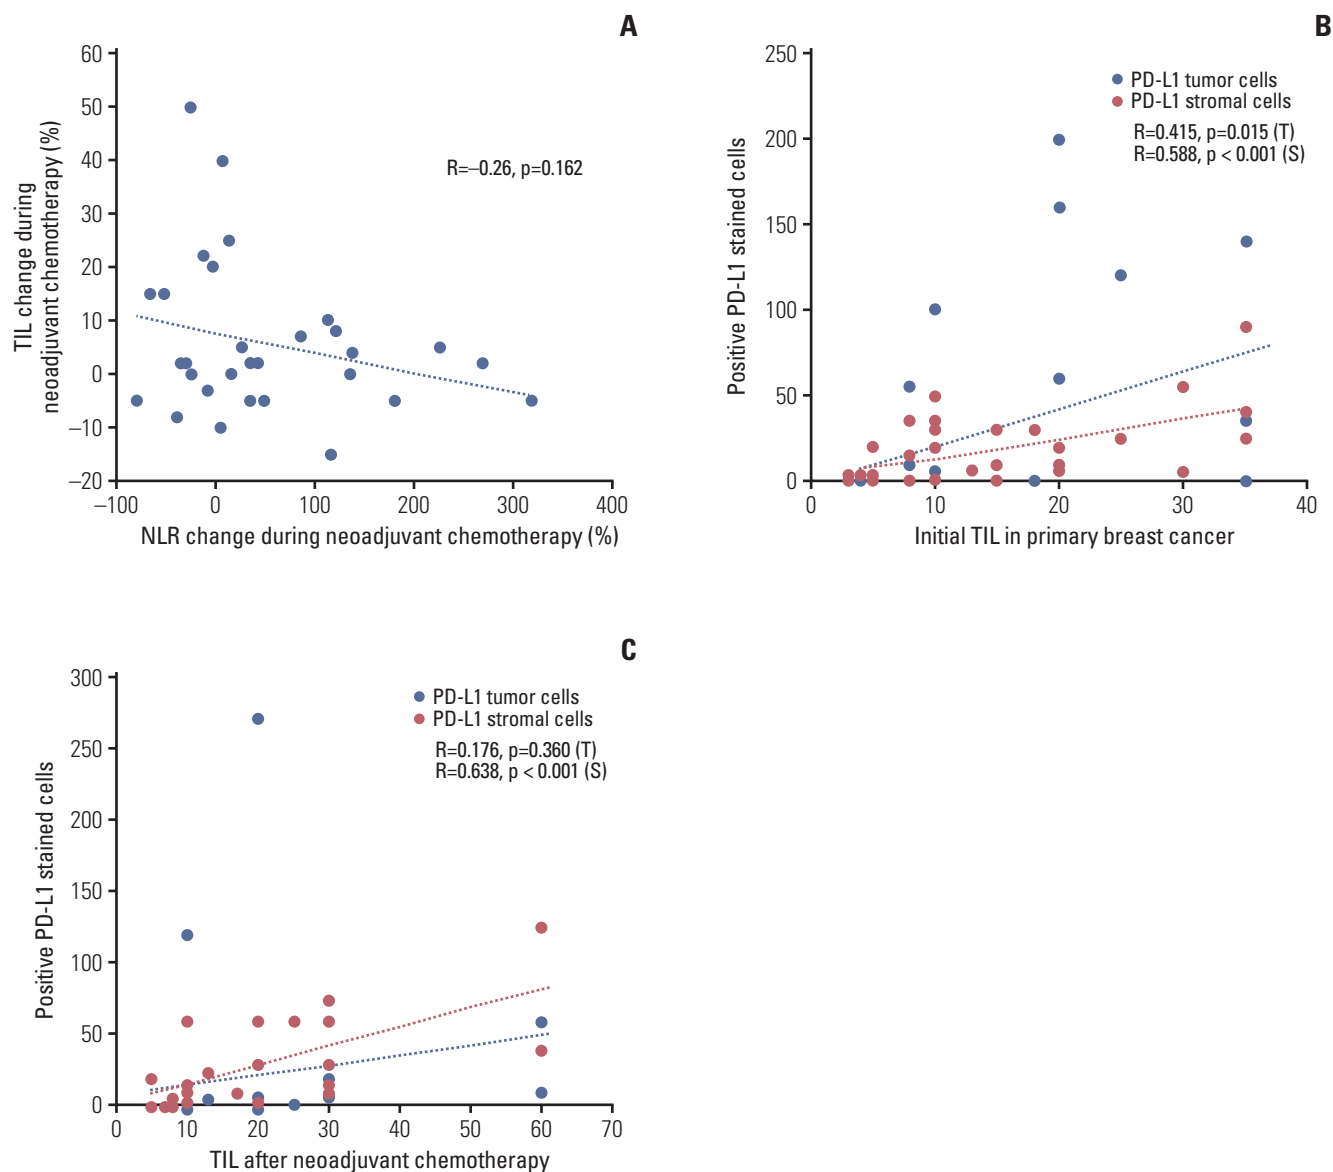 A
60
50
40
30
20
10
0
–10
–20
TIL change during
neoadjuvant chemotherapy (%)
R=–0.26, p=0.162
–100
0
100
200
300
400
NLR change during neoadjuvant chemotherapy (%)
B
250
200
150
100
50
0
Positive PD-L1 stained cells
PD-L1 tumor cells
PD-L1 stromal cells
R=0.415, p=0.015 (T)
R=0.588, p < 0.001 (S)
0
10
20
30
40
Initial TIL in primary breast cancer
C
300
250
200
150
100
50
0
Positive PD-L1 stained cells
PD-L1 tumor cells
PD-L1 stromal cells
R=0.176, p=0.360 (T)
R=0.638, p < 0.001 (S)
0
10
20
30
40
50
60
70
TIL after neoadjuvant chemotherapy